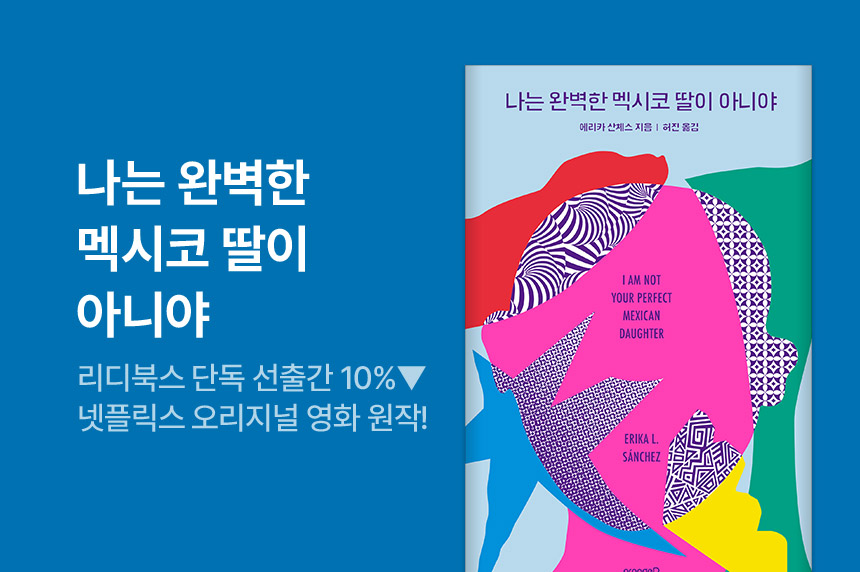 나는 완벽한
멕시코 딸이
아니야
리디북스 단독 선출간 10%▼
넷플릭스 오리지널 영화 원작!
나는 완벽한 멕시코 딸이 아니야
에리카 산체스 지음 | 허진 옮김
I AM NOT
YOUR PERFECT
MEXICAN
DAUGHTER
ERIKA L.
SÁNCHEZ